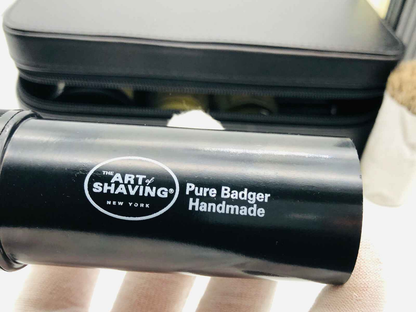 THE
ART of
SHAVING®
NEW YORK
Pure Badger
Handmade